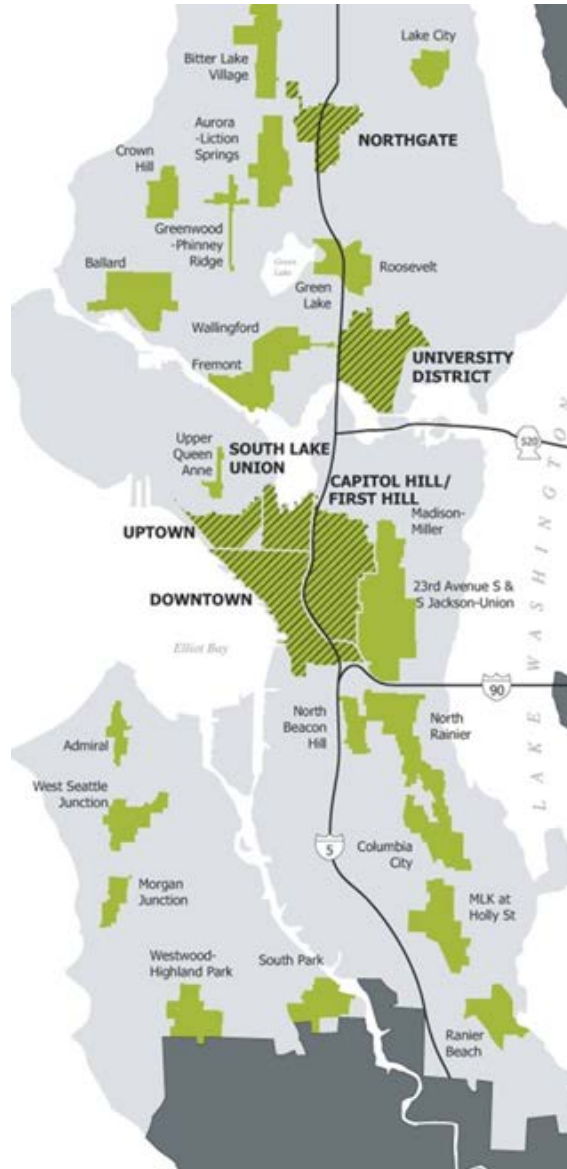 Bitter Lake
Village
Lake City
Aurora
-Liction
Springs
NORTHGATE
Crown
Hill
Greenwood
-Phinney
Ridge
Ballard
Green
Lake
Green
Lake
Roosevelt
Wallingford
Fremont
UNIVERSITY
DISTRICT
520
Upper
Queen
Anne
SOUTH LAKE
UNION
CAPITOL HILL/
FIRST HILL
Madison-
Miller
UPTOWN
DOWNTOWN
23rd Avenue S &
S Jackson-Union
Elliot Bay
LAKE WASHINGTON
90
North
Beacon
Hill
North
Rainier
Admiral
West Seattle
Junction
5
Columbia
City
Morgan
Junction
MLK at
Holly St
Westwood-
Highland Park
South Park
Ranier
Beach